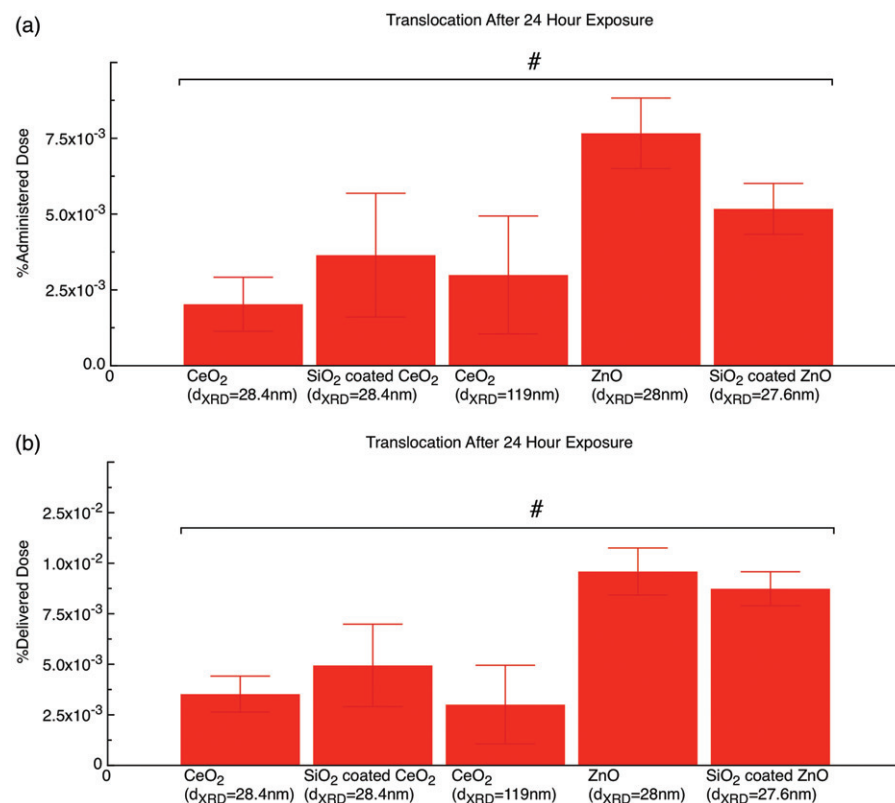 (a)
Translocation After 24 Hour Exposure
#
%Administered Dose
7.5x10⁻³
5.0x10⁻³
2.5x10⁻³
0.0
0
CeO₂ SiO₂ coated CeO₂ CeO₂ ZnO SiO₂ coated ZnO
(dXRD=28.4nm) (dXRD=28.4nm) (dXRD=119nm) (dXRD=28nm) (dXRD=27.6nm)
(b)
Translocation After 24 Hour Exposure
#
%Delivered Dose
2.5x10⁻²
1.0x10⁻²
7.5x10⁻³
5.0x10⁻³
2.5x10⁻³
0
0
CeO₂ SiO₂ coated CeO₂ CeO₂ ZnO SiO₂ coated ZnO
(dXRD=28.4nm) (dXRD=28.4nm) (dXRD=119nm) (dXRD=28nm) (dXRD=27.6nm)